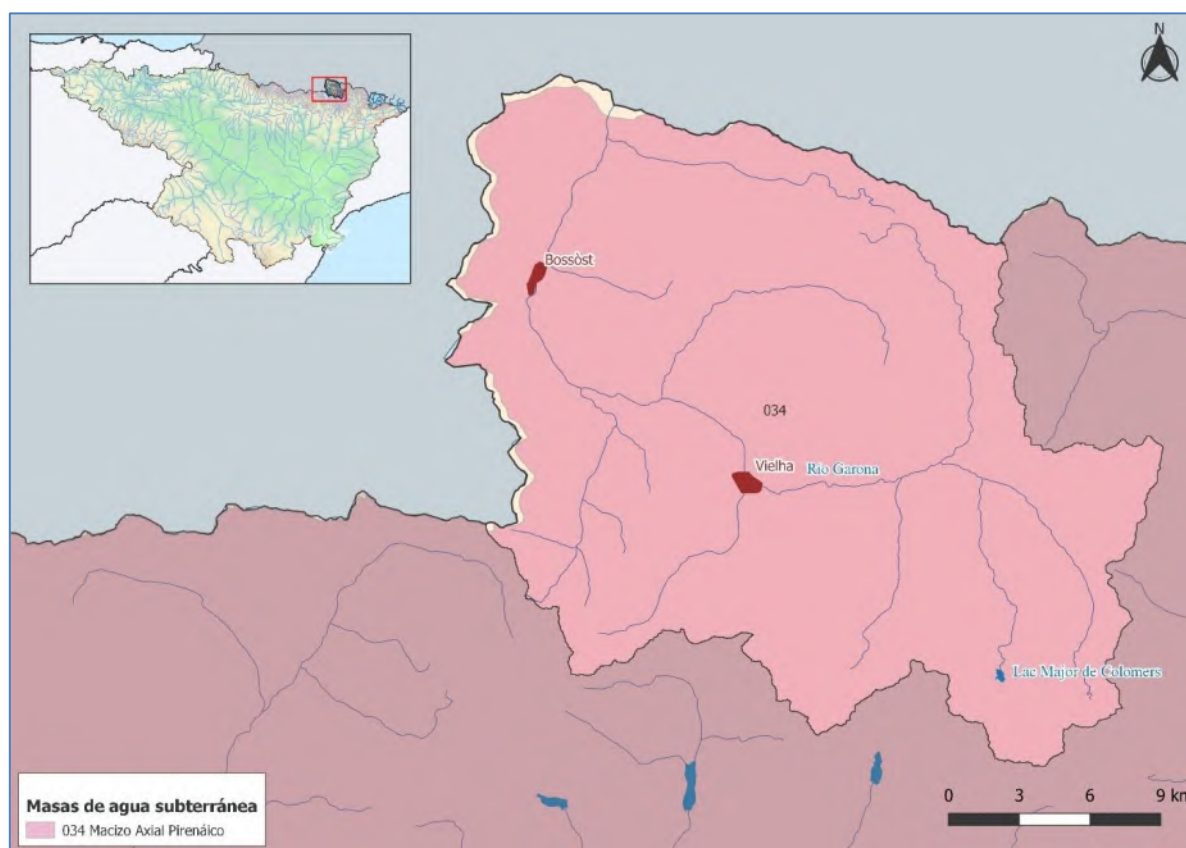 N
Bossòst
034
Vielha
Río Garona
Lac Major de Colomers
Masas de agua subterránea
034 Macizo Axial Pirenáico
0 3 6 9 km